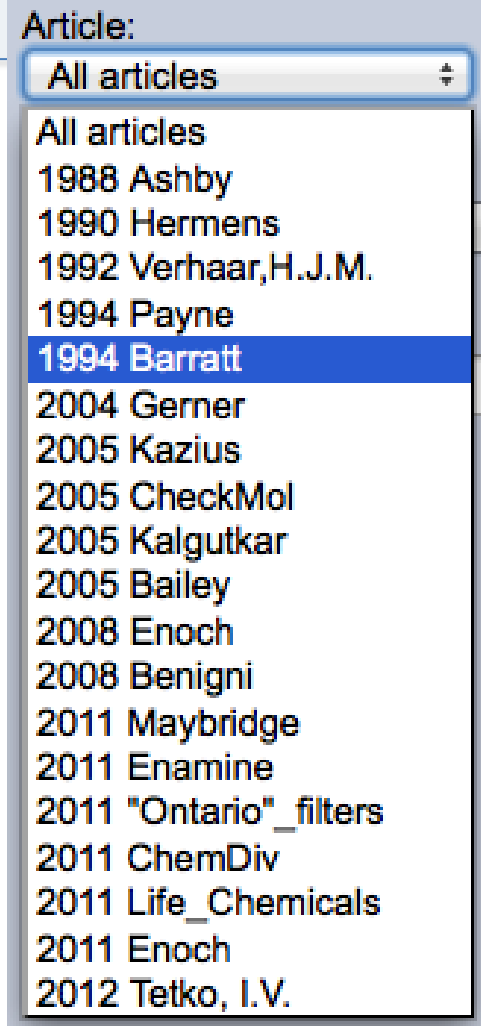 Article:
All articles
All articles
1988 Ashby
1990 Hermens
1992 Verhaar,H.J.M.
1994 Payne
1994 Barratt
2004 Gerner
2005 Kazius
2005 CheckMol
2005 Kalgutkar
2005 Bailey
2008 Enoch
2008 Benigni
2011 Maybridge
2011 Enamine
2011 "Ontario"_filters
2011 ChemDiv
2011 Life_Chemicals
2011 Enoch
2012 Tetko, I.V.